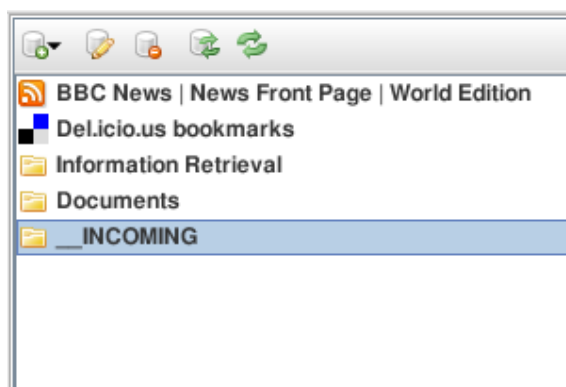 BBC News | News Front Page | World Edition
Del.icio.us bookmarks
Information Retrieval
Documents
__INCOMING